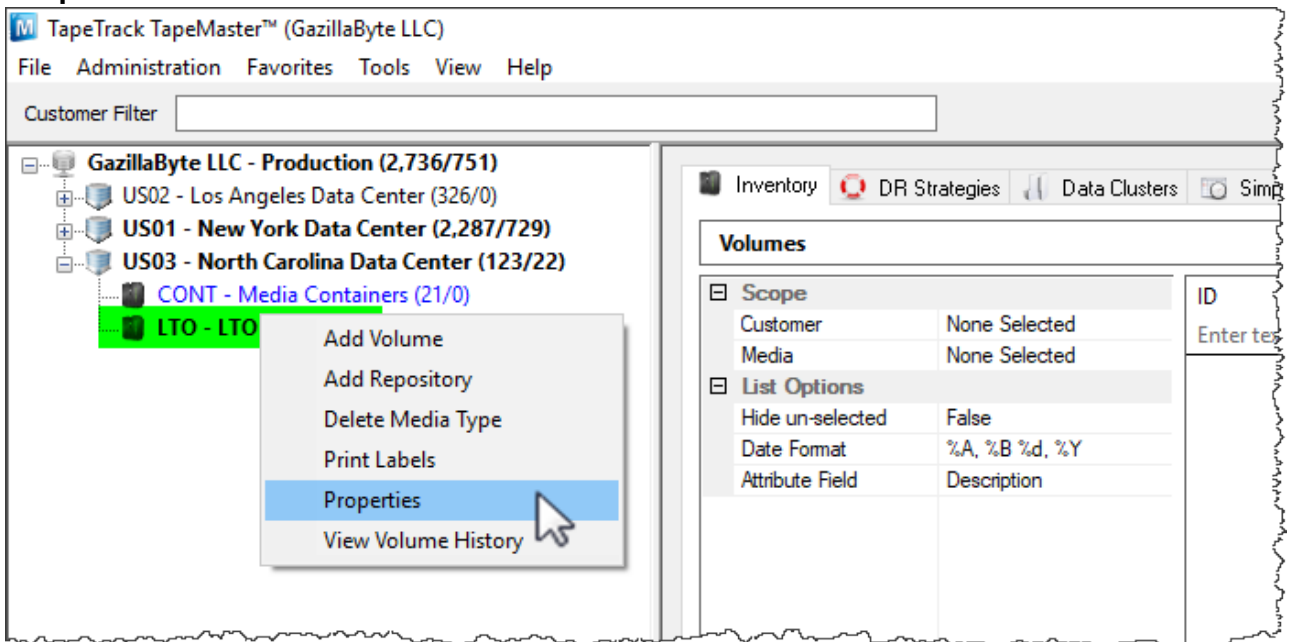 TapeTrack TapeMaster™ (GazillaByte LLC)
File Administration Favorites Tools View Help
Customer Filter
GazillaByte LLC - Production (2,736/751)
US02 - Los Angeles Data Center (326/0)
US01 - New York Data Center (2,287/729)
US03 - North Carolina Data Center (123/22)
CONT - Media Containers (21/0)
LTO - LTO
Add Volume
Add Repository
Delete Media Type
Print Labels
Properties
View Volume History
Inventory DR Strategies Data Clusters
Volumes
Scope
Customer None Selected
Media None Selected
List Options
Hide un-selected False
Date Format %A, %B %d, %Y
Attribute Field Description
ID
Enter